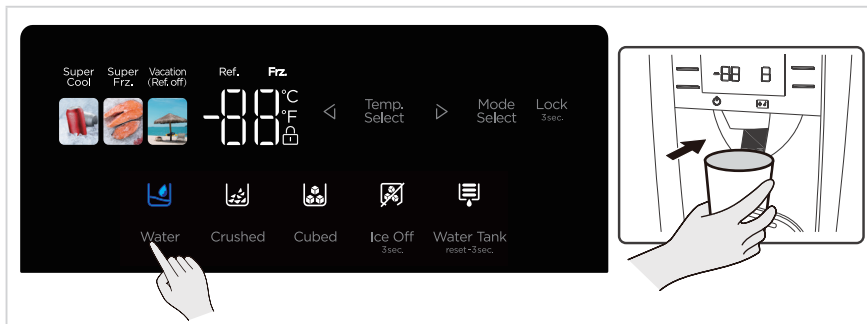 Super Cool
Super Frz.
Vacation (Ref. off)
Ref.
Frz.
-88
°C
°F
Temp. Select
Mode Select
Lock
3sec.
-88 8
Water
Crushed
Cubed
Ice Off
3sec.
Water Tank
reset-3sec.